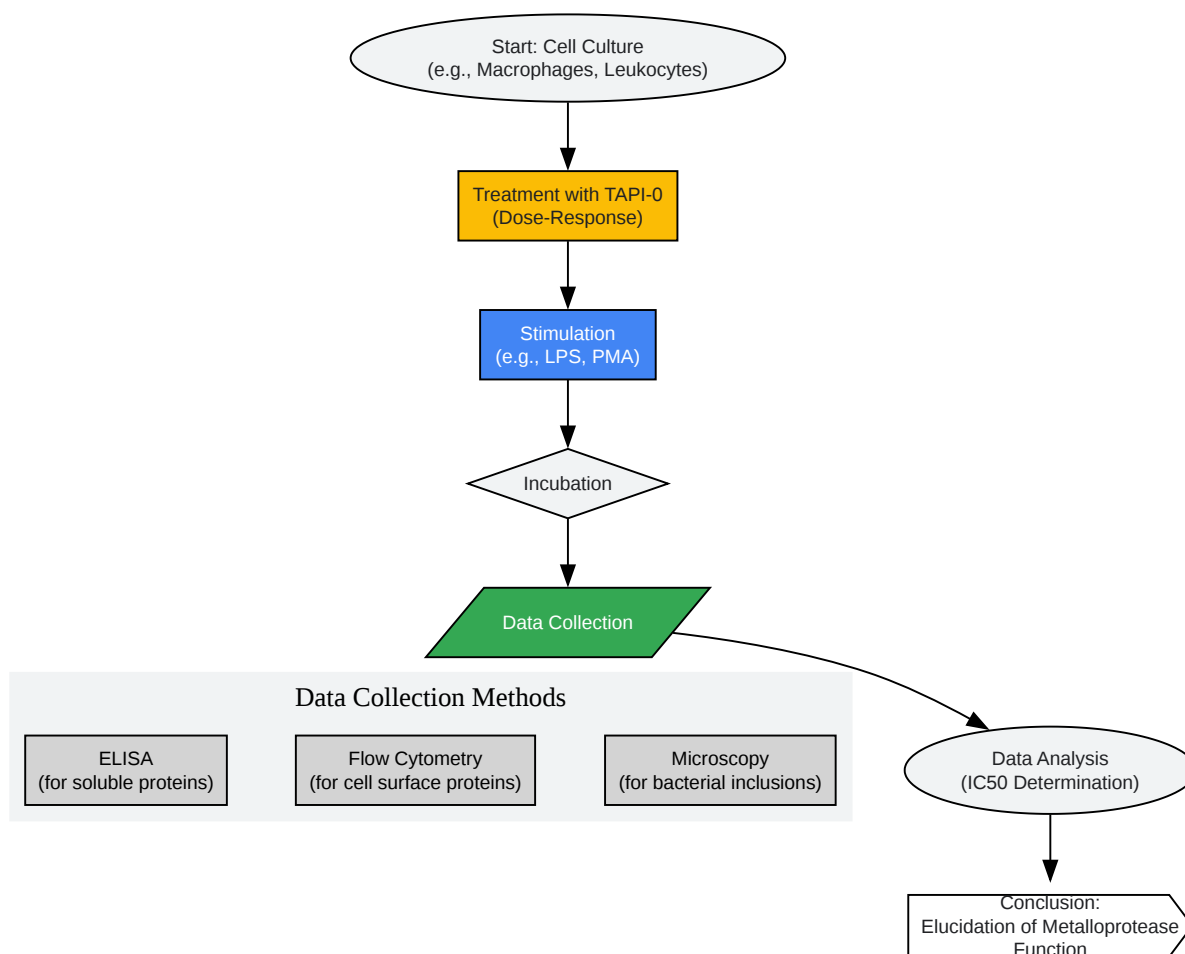 Start: Cell Culture
(e.g., Macrophages, Leukocytes)
Treatment with TAPI-0
(Dose-Response)
Stimulation
(e.g., LPS, PMA)
Incubation
Data Collection
Data Collection Methods
ELISA
(for soluble proteins)
Flow Cytometry
(for cell surface proteins)
Microscopy
(for bacterial inclusions)
Data Analysis
(IC50 Determination)
Conclusion:
Elucidation of Metalloprotease
Function